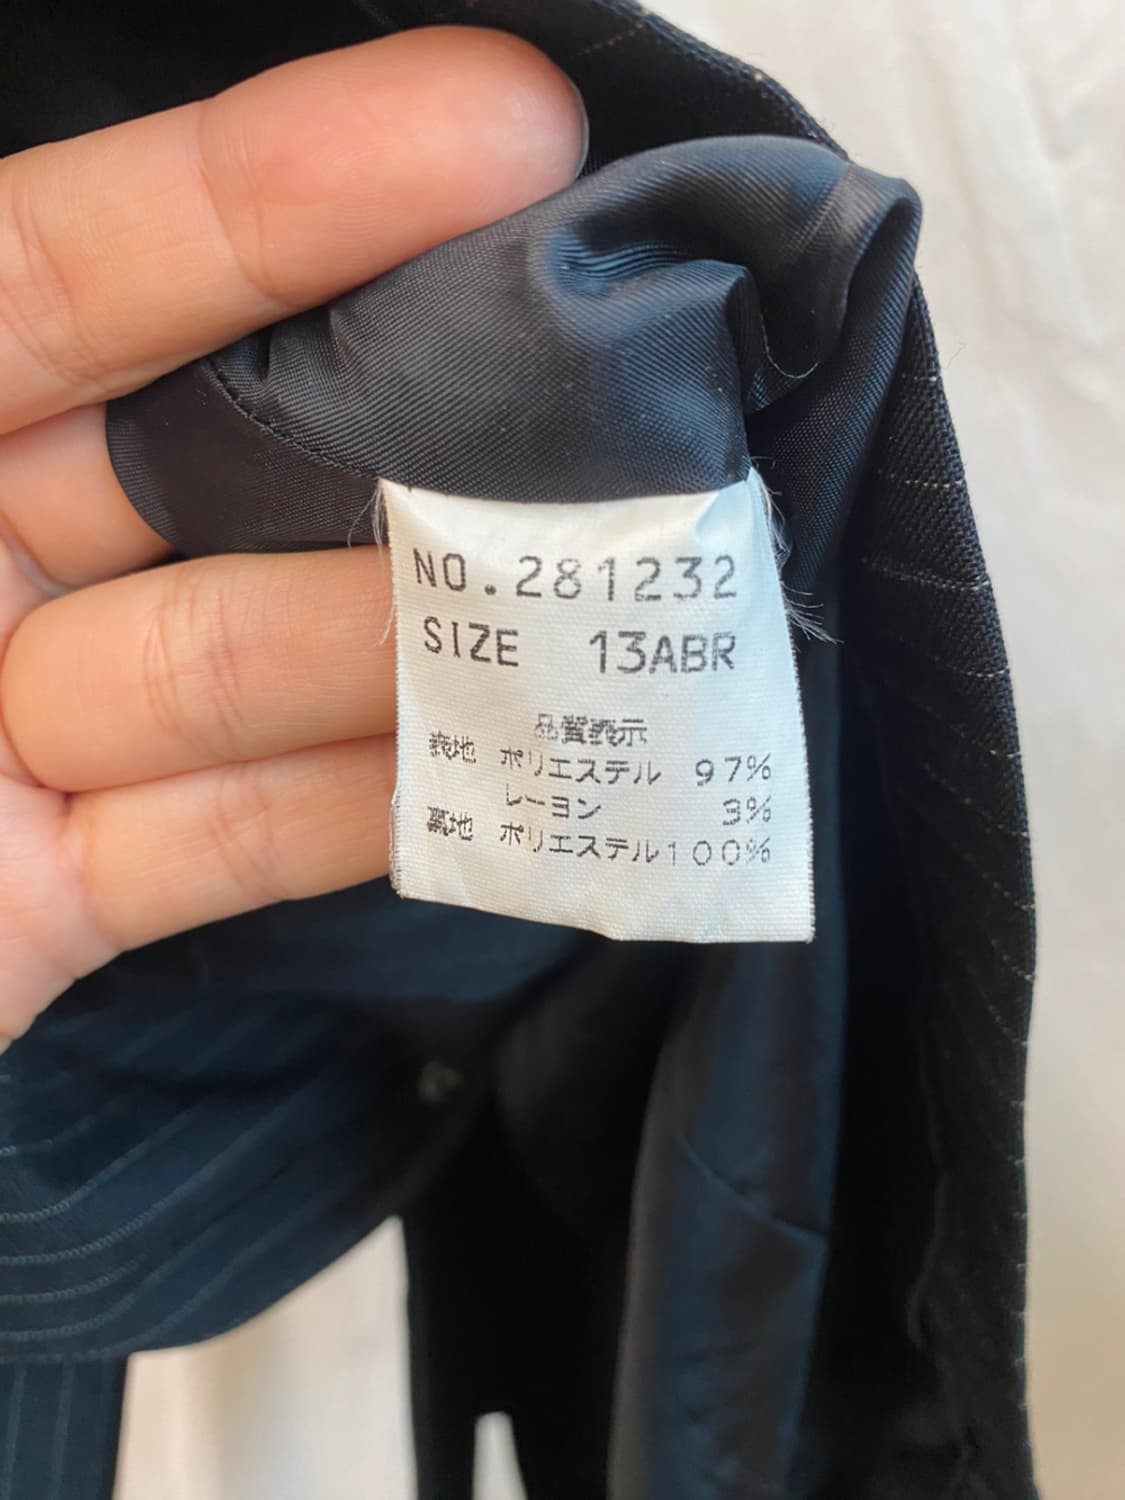 NO.281232
SIZE 13ABR
品質表示
表地 ポリエステル 97%
レーヨン 3%
裏地 ポリエステル100%